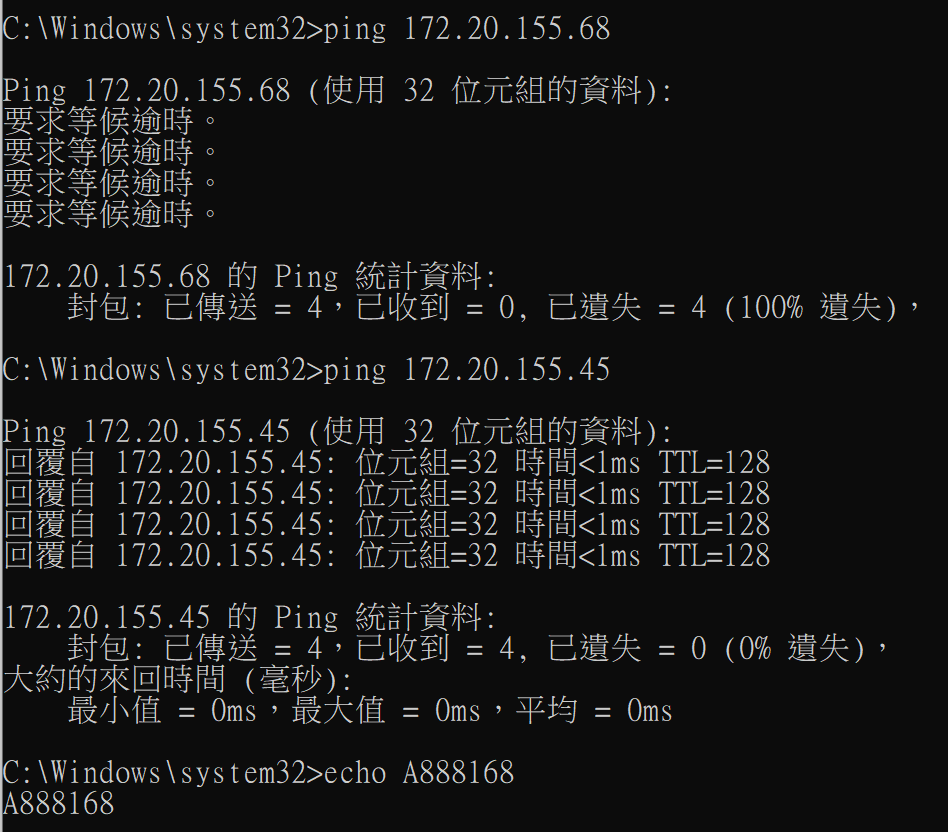 C:\Windows\system32>ping 172.20.155.68
Ping 172.20.155.68 (使用 32 位元組的資料):
要求等候逾時。
要求等候逾時。
要求等候逾時。
要求等候逾時。
172.20.155.68 的 Ping 統計資料:
    封包: 已傳送 = 4，已收到 = 0, 已遺失 = 4 (100% 遺失)，
C:\Windows\system32>ping 172.20.155.45
Ping 172.20.155.45 (使用 32 位元組的資料):
回覆自 172.20.155.45: 位元組=32 時間<1ms TTL=128
回覆自 172.20.155.45: 位元組=32 時間<1ms TTL=128
回覆自 172.20.155.45: 位元組=32 時間<1ms TTL=128
回覆自 172.20.155.45: 位元組=32 時間<1ms TTL=128
172.20.155.45 的 Ping 統計資料:
    封包: 已傳送 = 4，已收到 = 4, 已遺失 = 0 (0% 遺失)，
大約的來回時間 (毫秒):
    最小值 = 0ms，最大值 = 0ms，平均 = 0ms
C:\Windows\system32>echo A888168
A888168